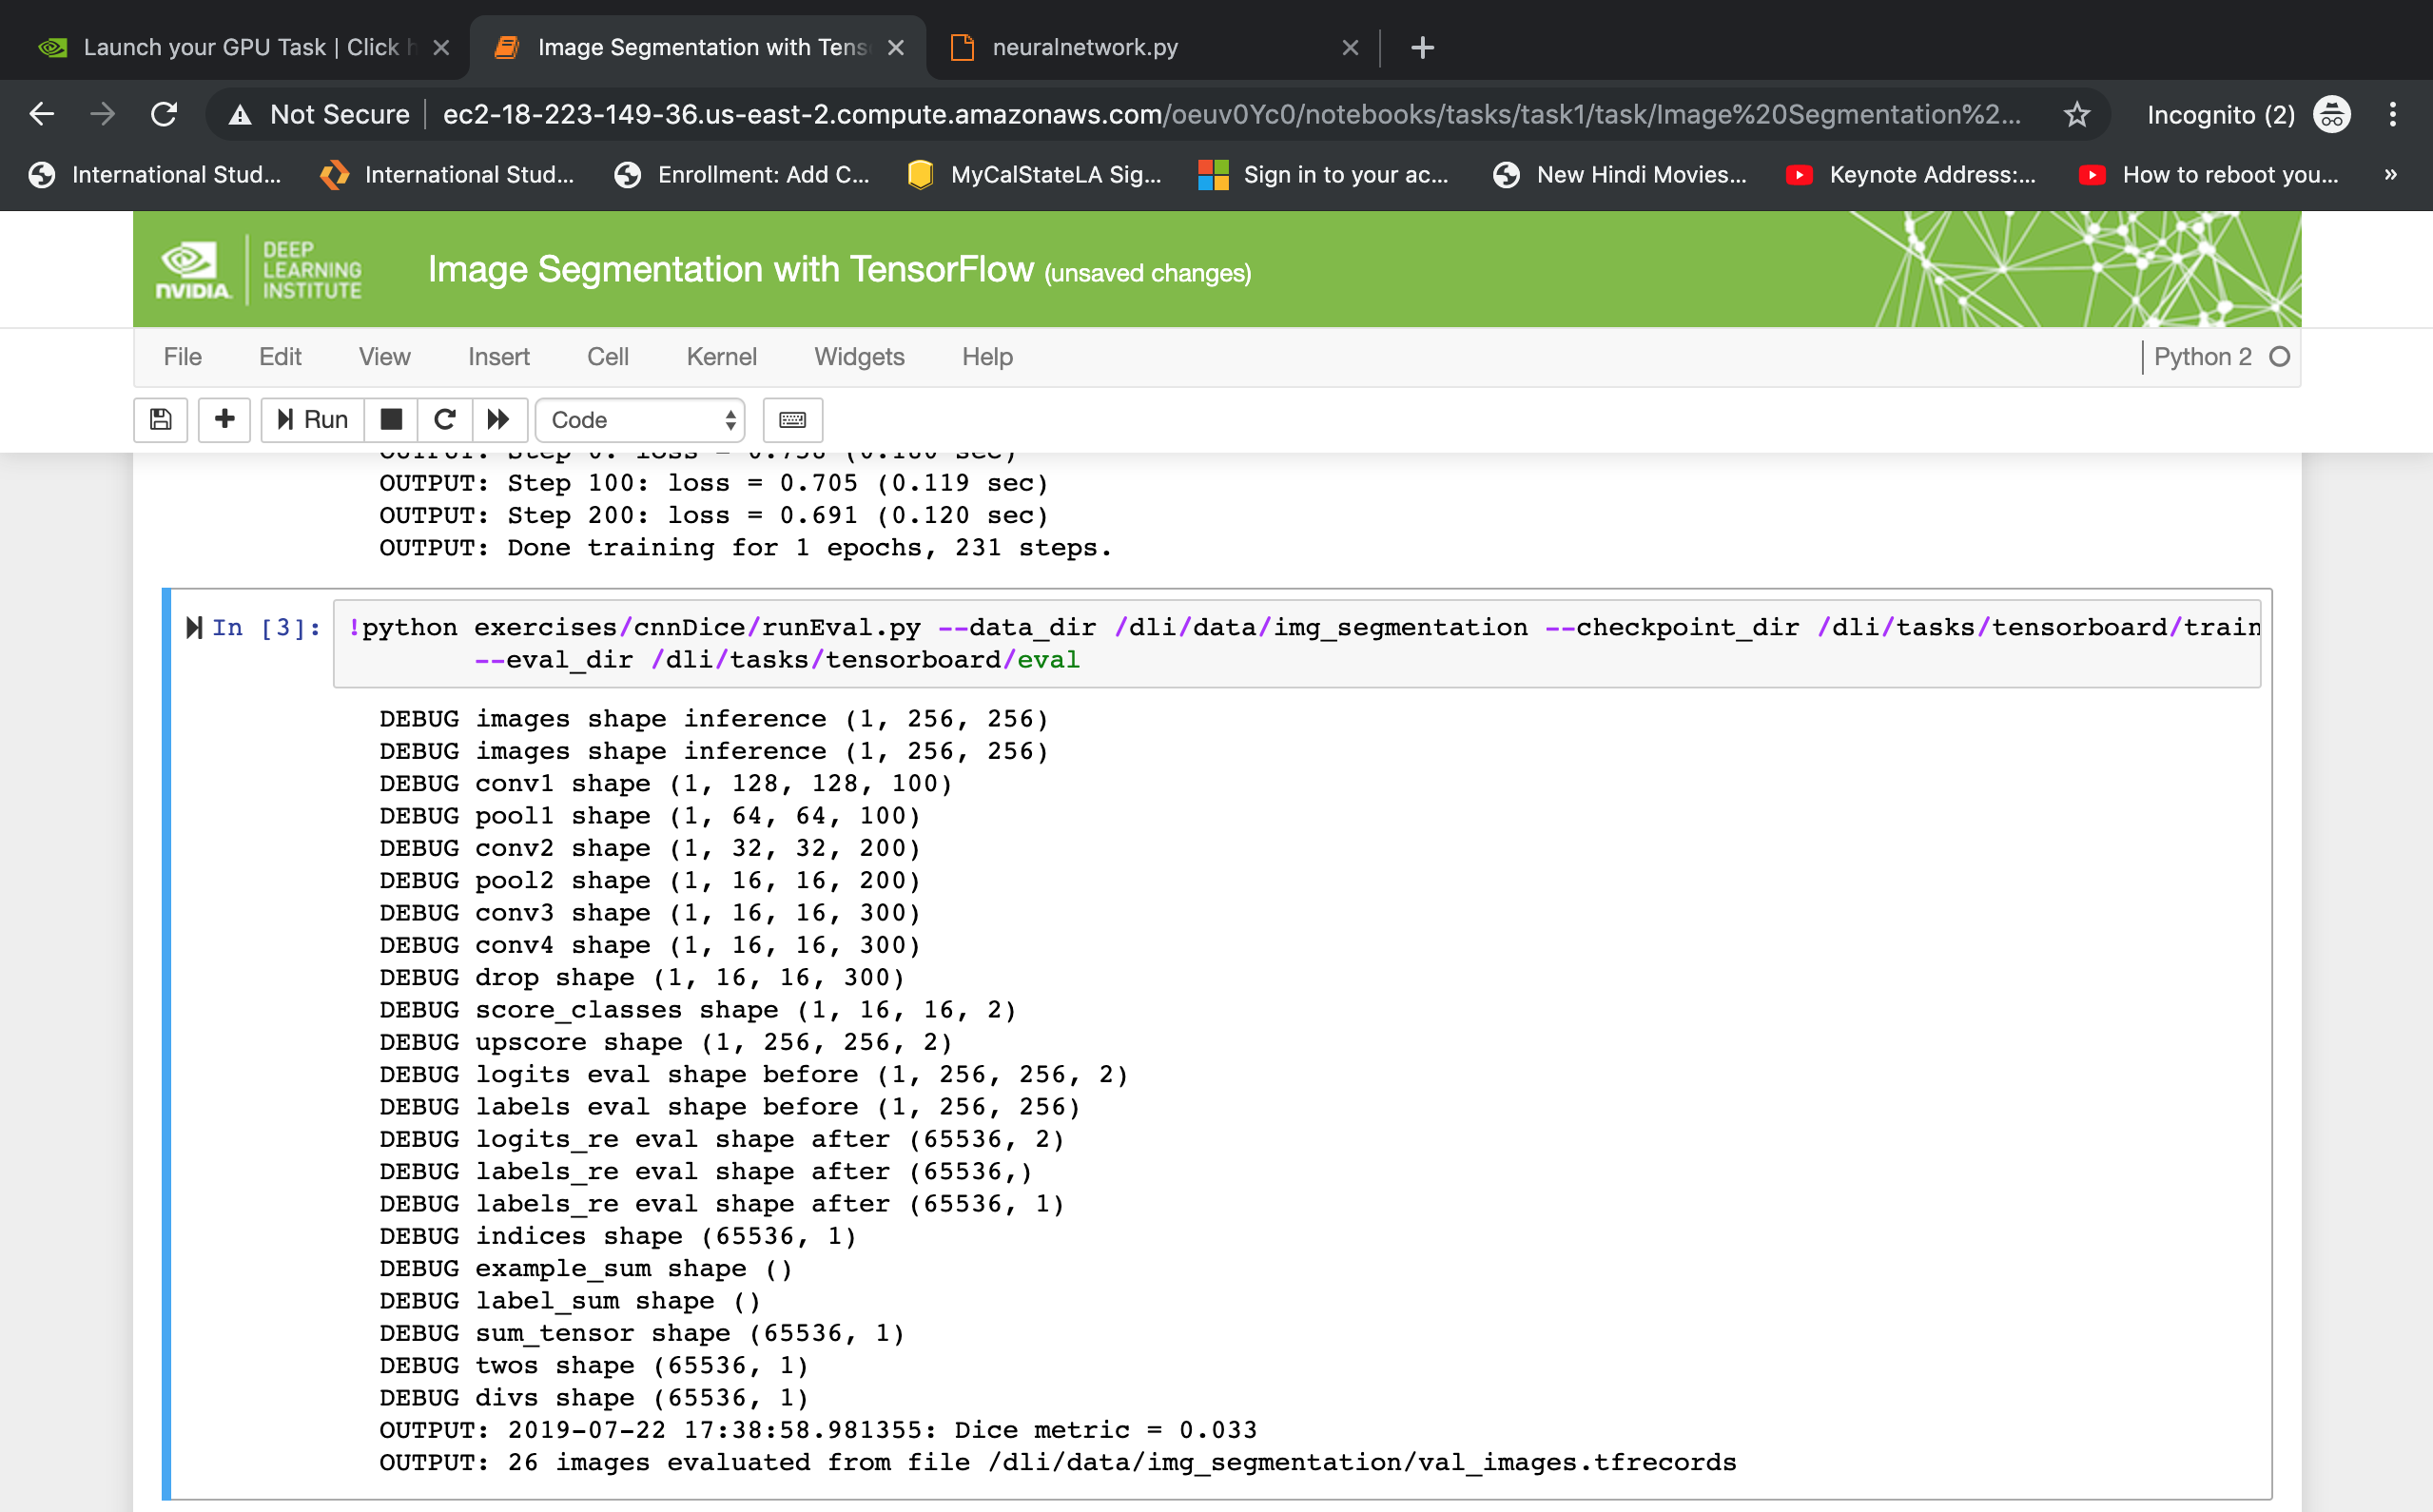 Launch your GPU Task | Click h
Image Segmentation with Tens
neuralnetwork.py
Not Secure
ec2-18-223-149-36.us-east-2.compute.amazonaws.com/oeuv0Yc0/notebooks/tasks/task1/task/Image%20Segmentation%2...
Incognito (2)
International Stud...
International Stud...
Enrollment: Add C...
MyCalStateLA Sig...
Sign in to your ac...
New Hindi Movies...
Keynote Address:...
How to reboot you...
»
NVIDIA.
DEEP
LEARNING
INSTITUTE
Image Segmentation with TensorFlow (unsaved changes)
File Edit View Insert Cell Kernel Widgets Help
Python 2
Run
Code
OUTPUT: Step 0: loss = 0.758 (0.180 sec)
OUTPUT: Step 100: loss = 0.705 (0.119 sec)
OUTPUT: Step 200: loss = 0.691 (0.120 sec)
OUTPUT: Done training for 1 epochs, 231 steps.
In [3]:
!python exercises/cnnDice/runEval.py --data_dir /dli/data/img_segmentation --checkpoint_dir /dli/tasks/tensorboard/train
--eval_dir /dli/tasks/tensorboard/eval
DEBUG images shape inference (1, 256, 256)
DEBUG images shape inference (1, 256, 256)
DEBUG conv1 shape (1, 128, 128, 100)
DEBUG pool1 shape (1, 64, 64, 100)
DEBUG conv2 shape (1, 32, 32, 200)
DEBUG pool2 shape (1, 16, 16, 200)
DEBUG conv3 shape (1, 16, 16, 300)
DEBUG conv4 shape (1, 16, 16, 300)
DEBUG drop shape (1, 16, 16, 300)
DEBUG score_classes shape (1, 16, 16, 2)
DEBUG upscore shape (1, 256, 256, 2)
DEBUG logits eval shape before (1, 256, 256, 2)
DEBUG labels eval shape before (1, 256, 256)
DEBUG logits_re eval shape after (65536, 2)
DEBUG labels_re eval shape after (65536,)
DEBUG labels_re eval shape after (65536, 1)
DEBUG indices shape (65536, 1)
DEBUG example_sum shape ()
DEBUG label_sum shape ()
DEBUG sum_tensor shape (65536, 1)
DEBUG twos shape (65536, 1)
DEBUG divs shape (65536, 1)
OUTPUT: 2019-07-22 17:38:58.981355: Dice metric = 0.033
OUTPUT: 26 images evaluated from file /dli/data/img_segmentation/val_images.tfrecords